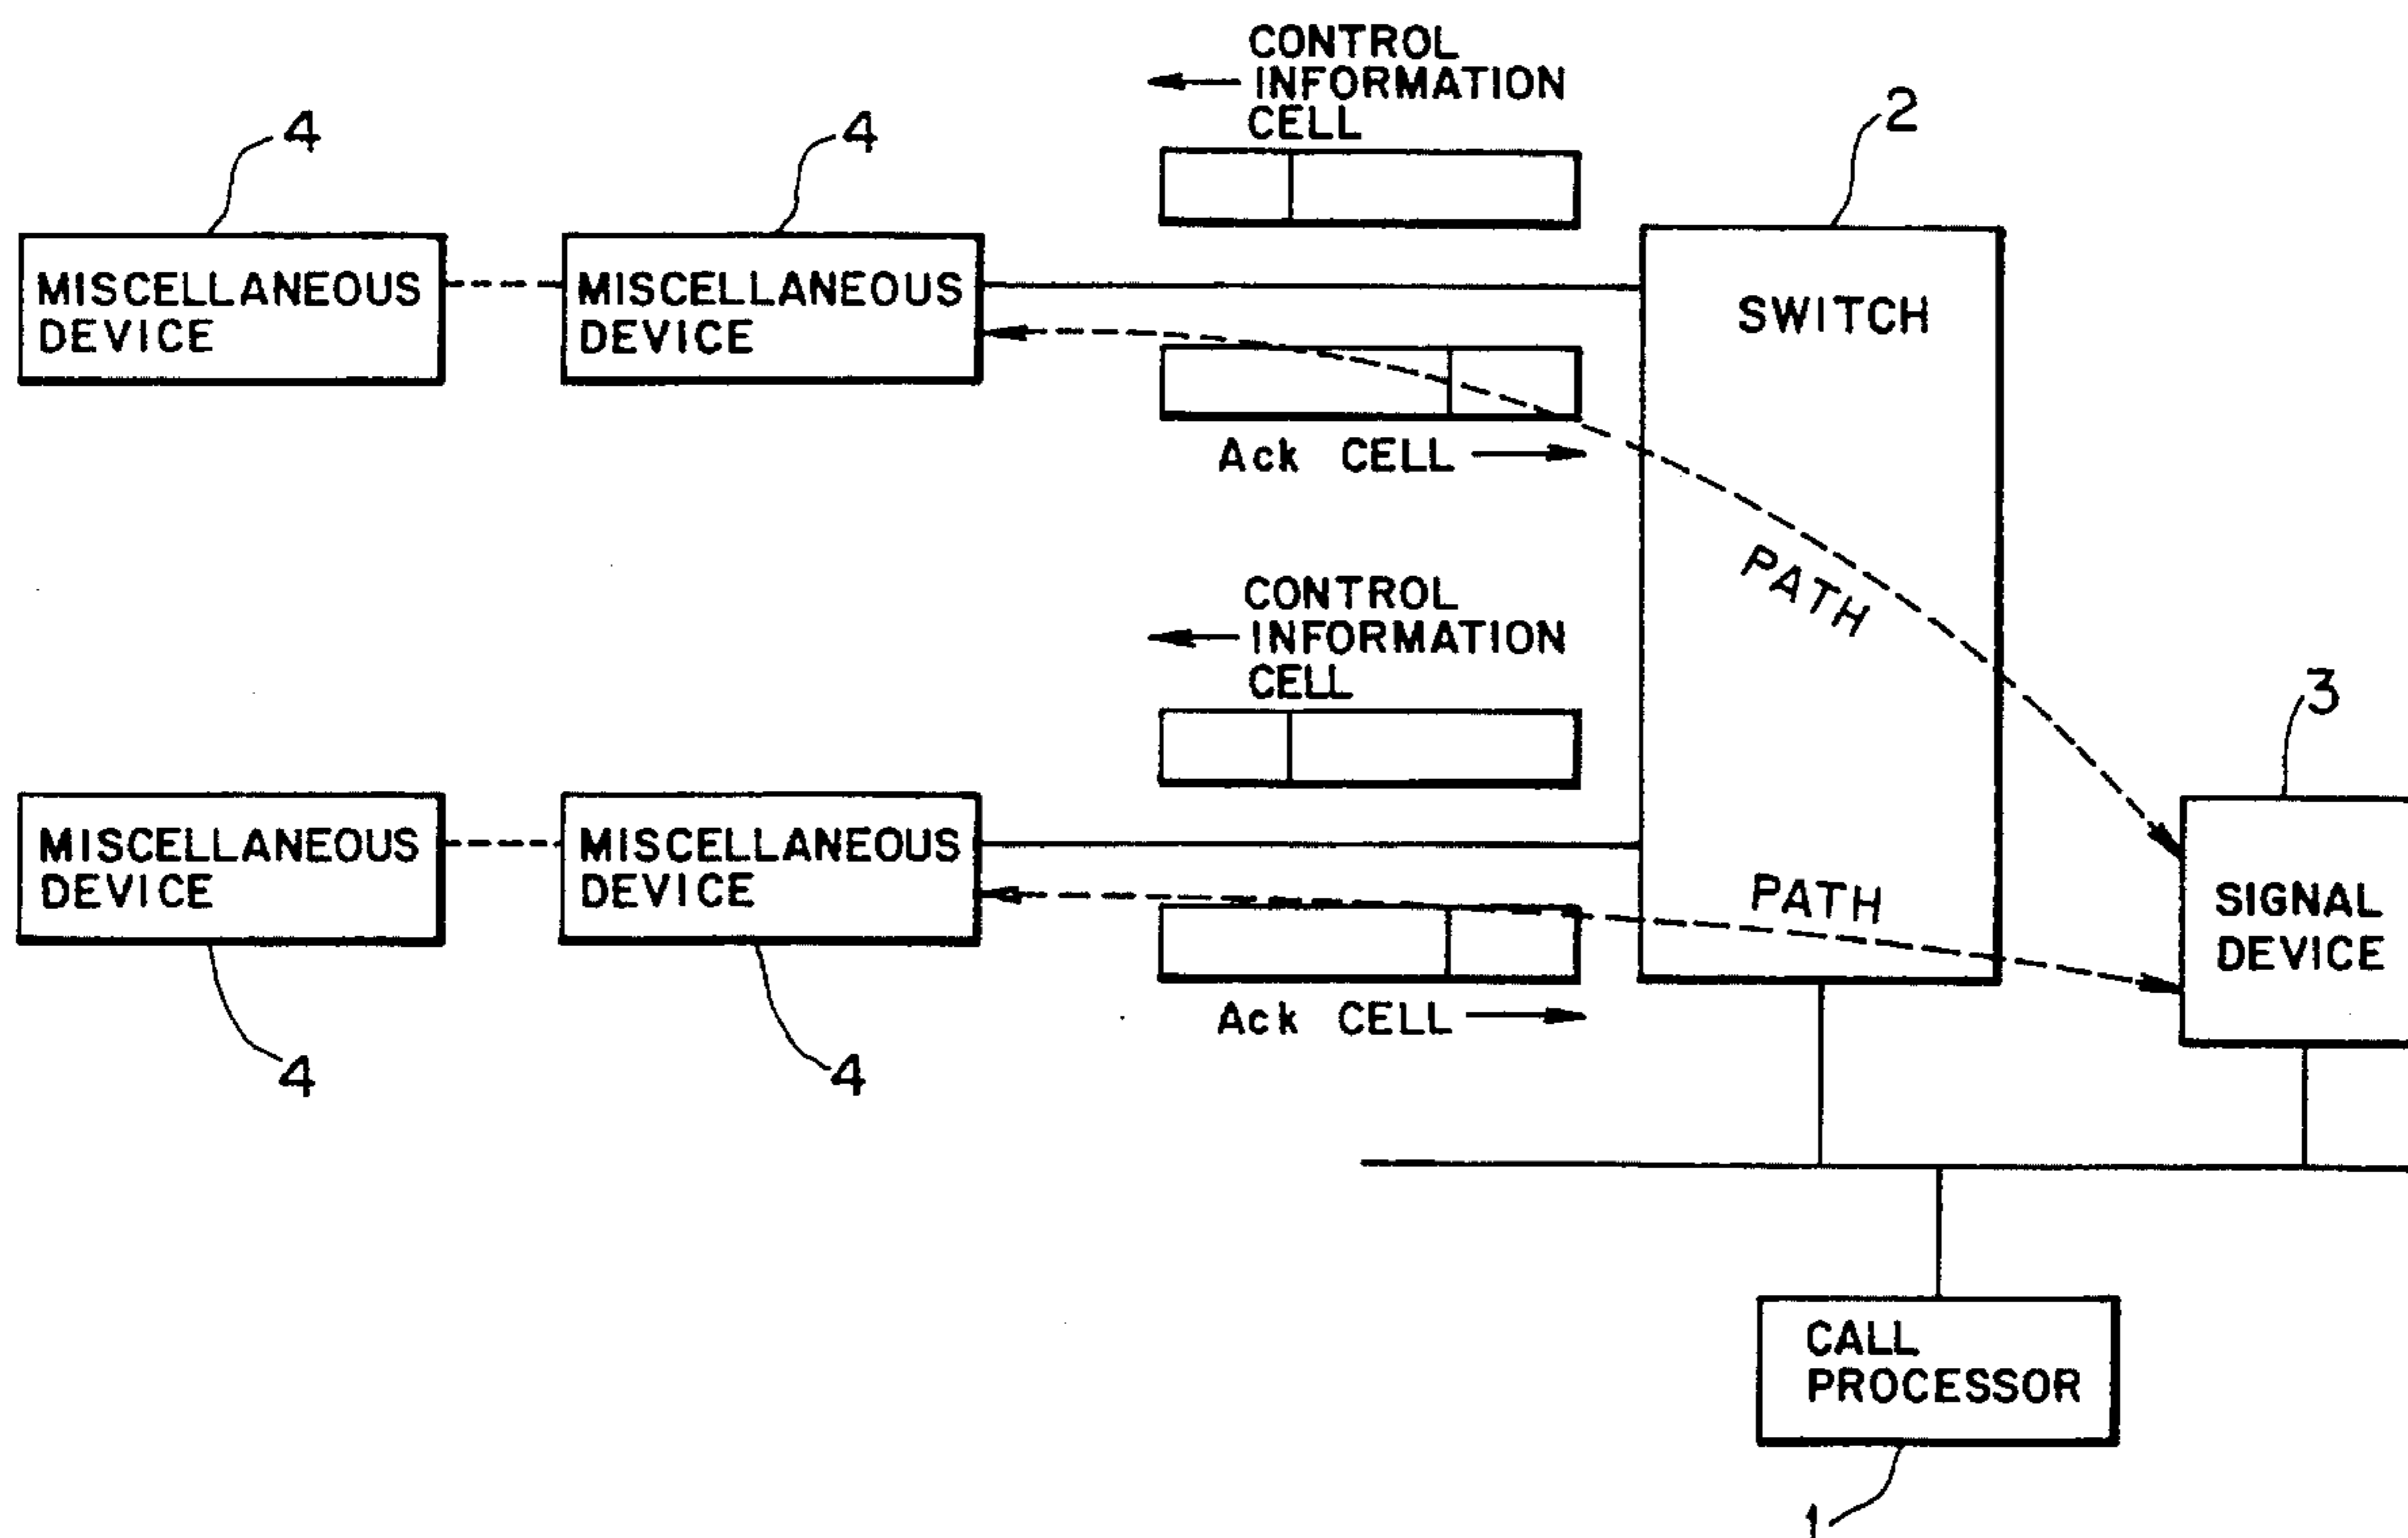 CONTROL
INFORMATION
CELL
4
4
2
MISCELLANEOUS
DEVICE
MISCELLANEOUS
DEVICE
SWITCH
Ack CELL
PATH
CONTROL
INFORMATION
CELL
3
MISCELLANEOUS
DEVICE
MISCELLANEOUS
DEVICE
PATH
SIGNAL
DEVICE
Ack CELL
4
4
CALL
PROCESSOR
1